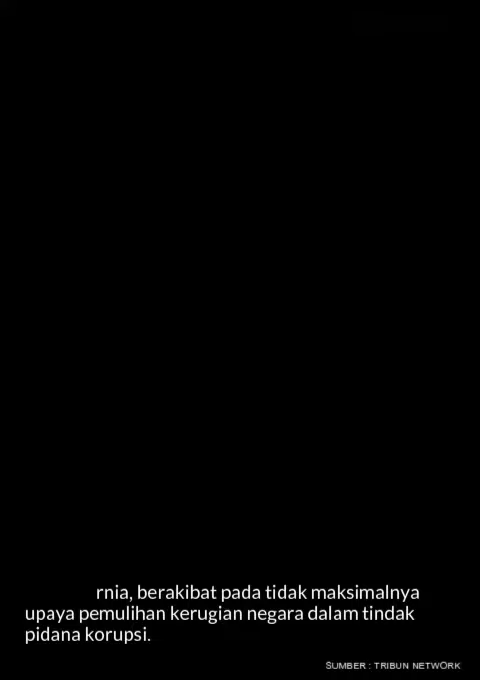 rnia, berakibat pada tidak maksimalnya
upaya pemulihan kerugian negara dalam tindak
pidana korupsi.
SUMBER : TRIBUN NETWORK